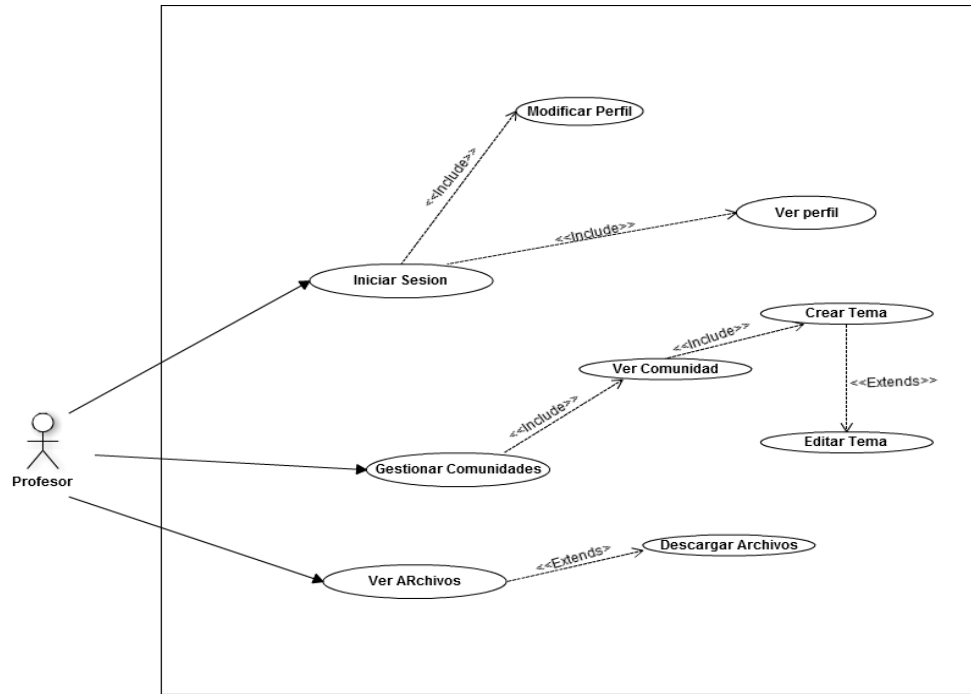 Modificar Perfil
<<Include>>
Ver perfil
<<Include>>
Iniciar Sesion
Crear Tema
<<Include>>
Ver Comunidad
<<Extends>>
<<Include>>
Editar Tema
Gestionar Comunidades
Profesor
Descargar Archivos
<<Extends>
Ver ARchivos